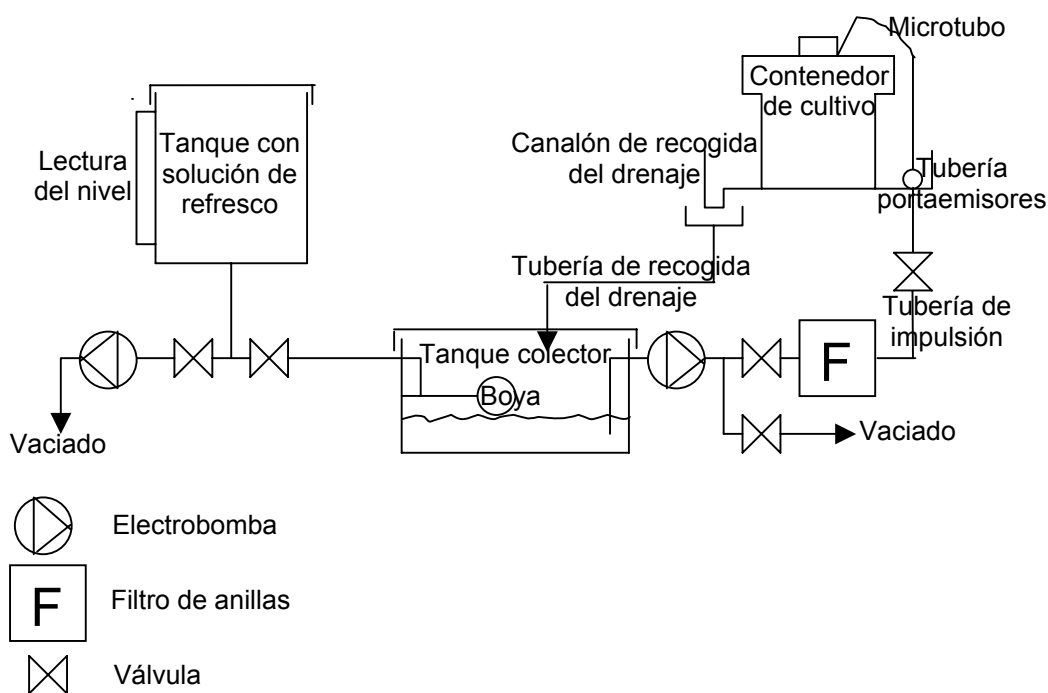 Microtubo
Contenedor
de cultivo
Lectura
del nivel
Tanque con
solución de
refresco
Canalón de recogida
del drenaje
Tubería
portaemisores
Tubería de recogida
del drenaje
Tubería de
impulsión
Tanque colector
Boya
F
Vaciado
Vaciado
Electrobomba
F
Filtro de anillas
Válvula